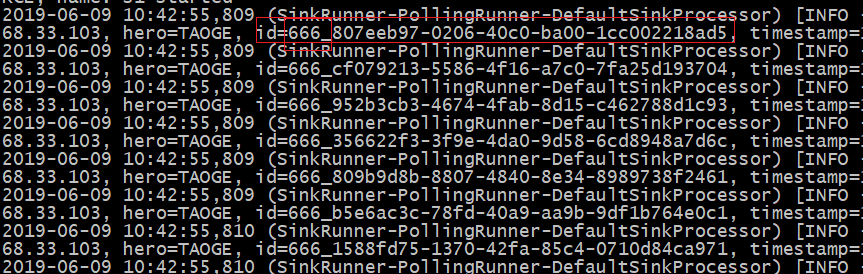 2019-06-09 10:42:55,809 (SinkRunner-PollingRunner-DefaultSinkProcessor) [INFO -
68.33.103, hero=TAOGE, id=666_807eeb97-0206-40c0-ba00-1cc002218ad5, timestamp=1
2019-06-09 10:42:55,809 (SinkRunner-PollingRunner-DefaultSinkProcessor) [INFO -
68.33.103, hero=TAOGE, id=666_cf079213-5586-4f16-a7c0-7fa25d193704, timestamp=1
2019-06-09 10:42:55,809 (SinkRunner-PollingRunner-DefaultSinkProcessor) [INFO -
68.33.103, hero=TAOGE, id=666_952b3cb3-4674-4fab-8d15-c462788d1c93, timestamp=1
2019-06-09 10:42:55,809 (SinkRunner-PollingRunner-DefaultSinkProcessor) [INFO -
68.33.103, hero=TAOGE, id=666_356622f3-3f9e-4da0-9d58-6cd8948a7d6c, timestamp=1
2019-06-09 10:42:55,809 (SinkRunner-PollingRunner-DefaultSinkProcessor) [INFO -
68.33.103, hero=TAOGE, id=666_809b9d8b-8807-4840-8e34-8989738f2461, timestamp=1
2019-06-09 10:42:55,809 (SinkRunner-PollingRunner-DefaultSinkProcessor) [INFO -
68.33.103, hero=TAOGE, id=666_b5e6ac3c-78fd-40a9-aa9b-9df1b764e0c1, timestamp=1
2019-06-09 10:42:55,810 (SinkRunner-PollingRunner-DefaultSinkProcessor) [INFO -
68.33.103, hero=TAOGE, id=666_1588fd75-1370-42fa-85c4-0710d84ca971, timestamp=1
2019-06-09 10:42:55,810 (SinkRunner-PollingRunner-DefaultSinkProcessor) [INFO -